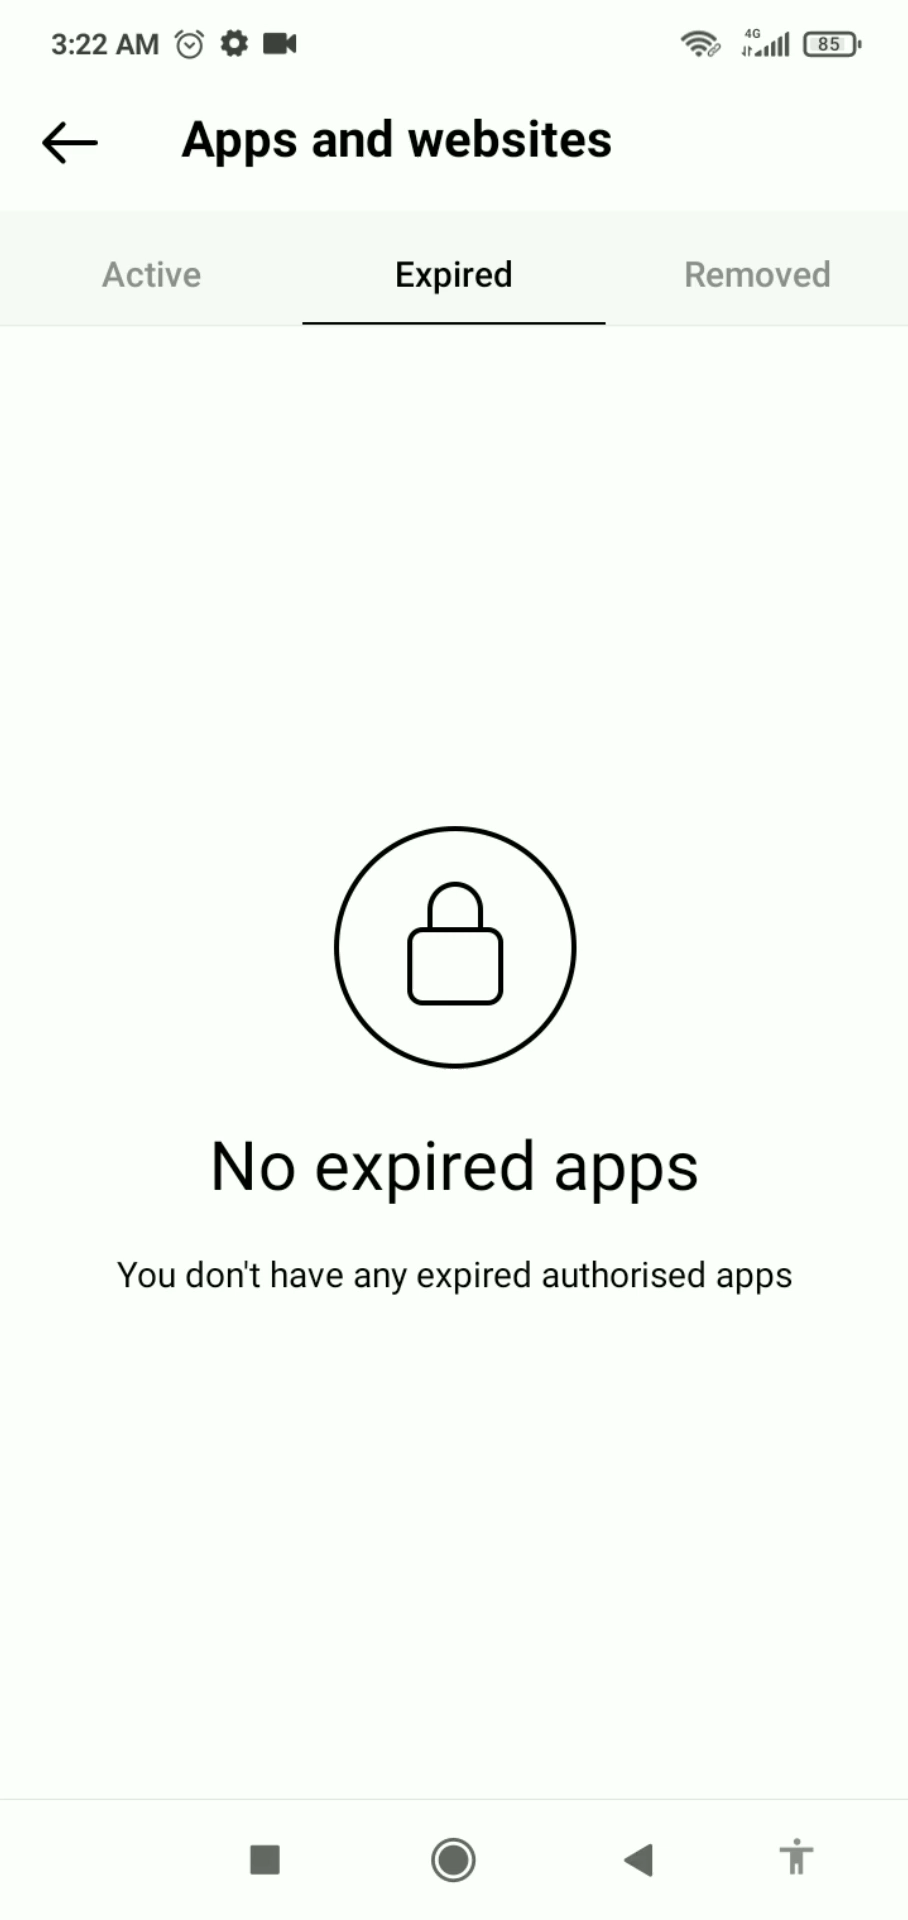 3:22 AM 4G 85
Apps and websites
Active Expired Removed
No expired apps
You don't have any expired authorised apps